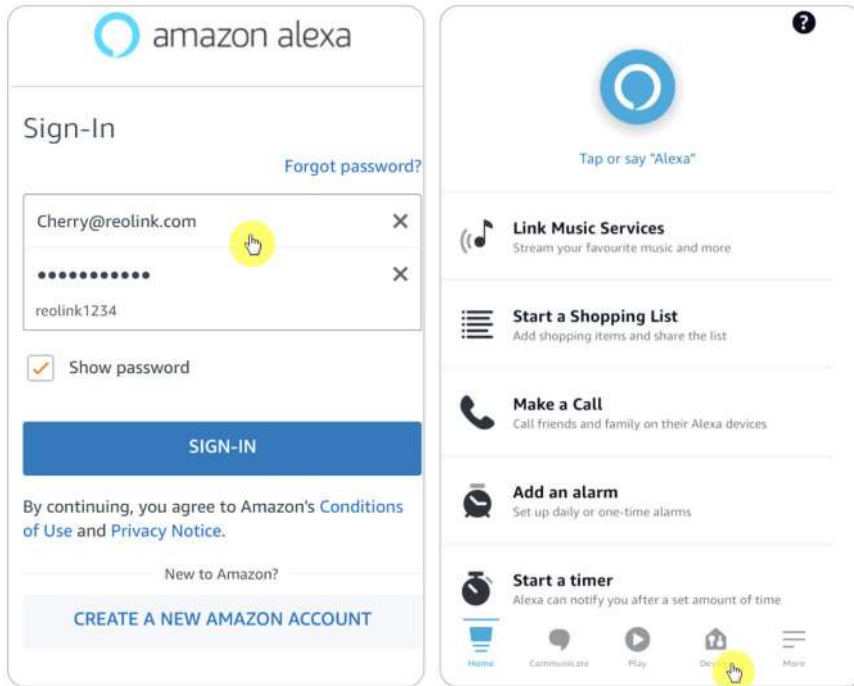 amazon alexa
Sign-In
Forgot password?
Cherry@reolink.com
reolink1234
Show password
SIGN-IN
By continuing, you agree to Amazon's Conditions
of Use and Privacy Notice.
New to Amazon?
CREATE A NEW AMAZON ACCOUNT
Tap or say "Alexa"
Link Music Services
Stream your favourite music and more
Start a Shopping List
Add shopping items and share the list
Make a Call
Call friends and family on their Alexa devices
Add an alarm
Set up daily or one-time alarms
Start a timer
Alexa can notify you after a set amount of time
Home Communicate Play More